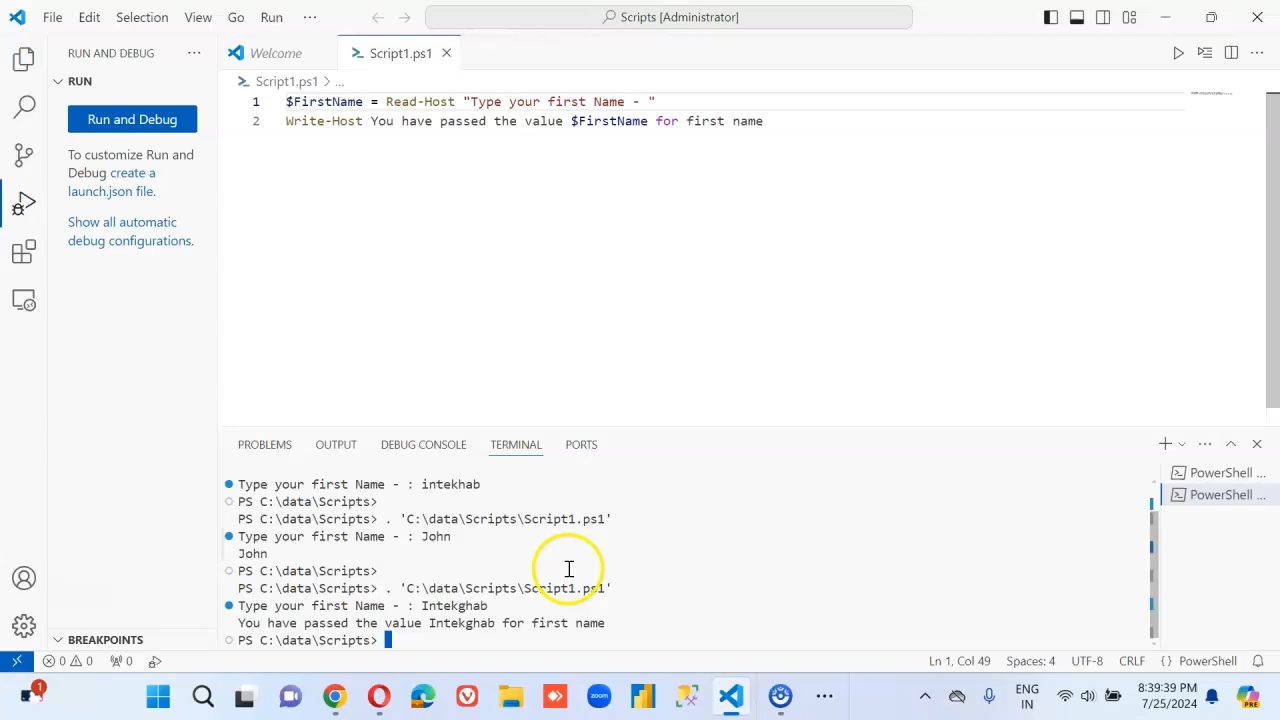 File Edit Selection View Go Run ··· Scripts [Administrator]
RUN AND DEBUG ···
Welcome
Script1.ps1
RUN
Script1.ps1 > ...
Run and Debug
1 $FirstName = Read-Host "Type your first Name - "
2 Write-Host You have passed the value $FirstName for first name
To customize Run and
Debug create a
launch.json file.
Show all automatic
debug configurations.
PROBLEMS OUTPUT DEBUG CONSOLE TERMINAL PORTS
Type your first Name - : intekhab
PS C:\data\Scripts>
PS C:\data\Scripts> . 'C:\data\Scripts\Script1.ps1'
Type your first Name - : John
John
PS C:\data\Scripts>
PS C:\data\Scripts> . 'C:\data\Scripts\Script1.ps1'
Type your first Name - : Intekghab
You have passed the value Intekghab for first name
PS C:\data\Scripts>
PowerShell ...
PowerShell ...
BREAKPOINTS
0 0 0
Ln 1, Col 49 Spaces: 4 UTF-8 CRLF { } PowerShell
1
zoom
ENG
IN
8:39:39 PM
7/25/2024
PRE